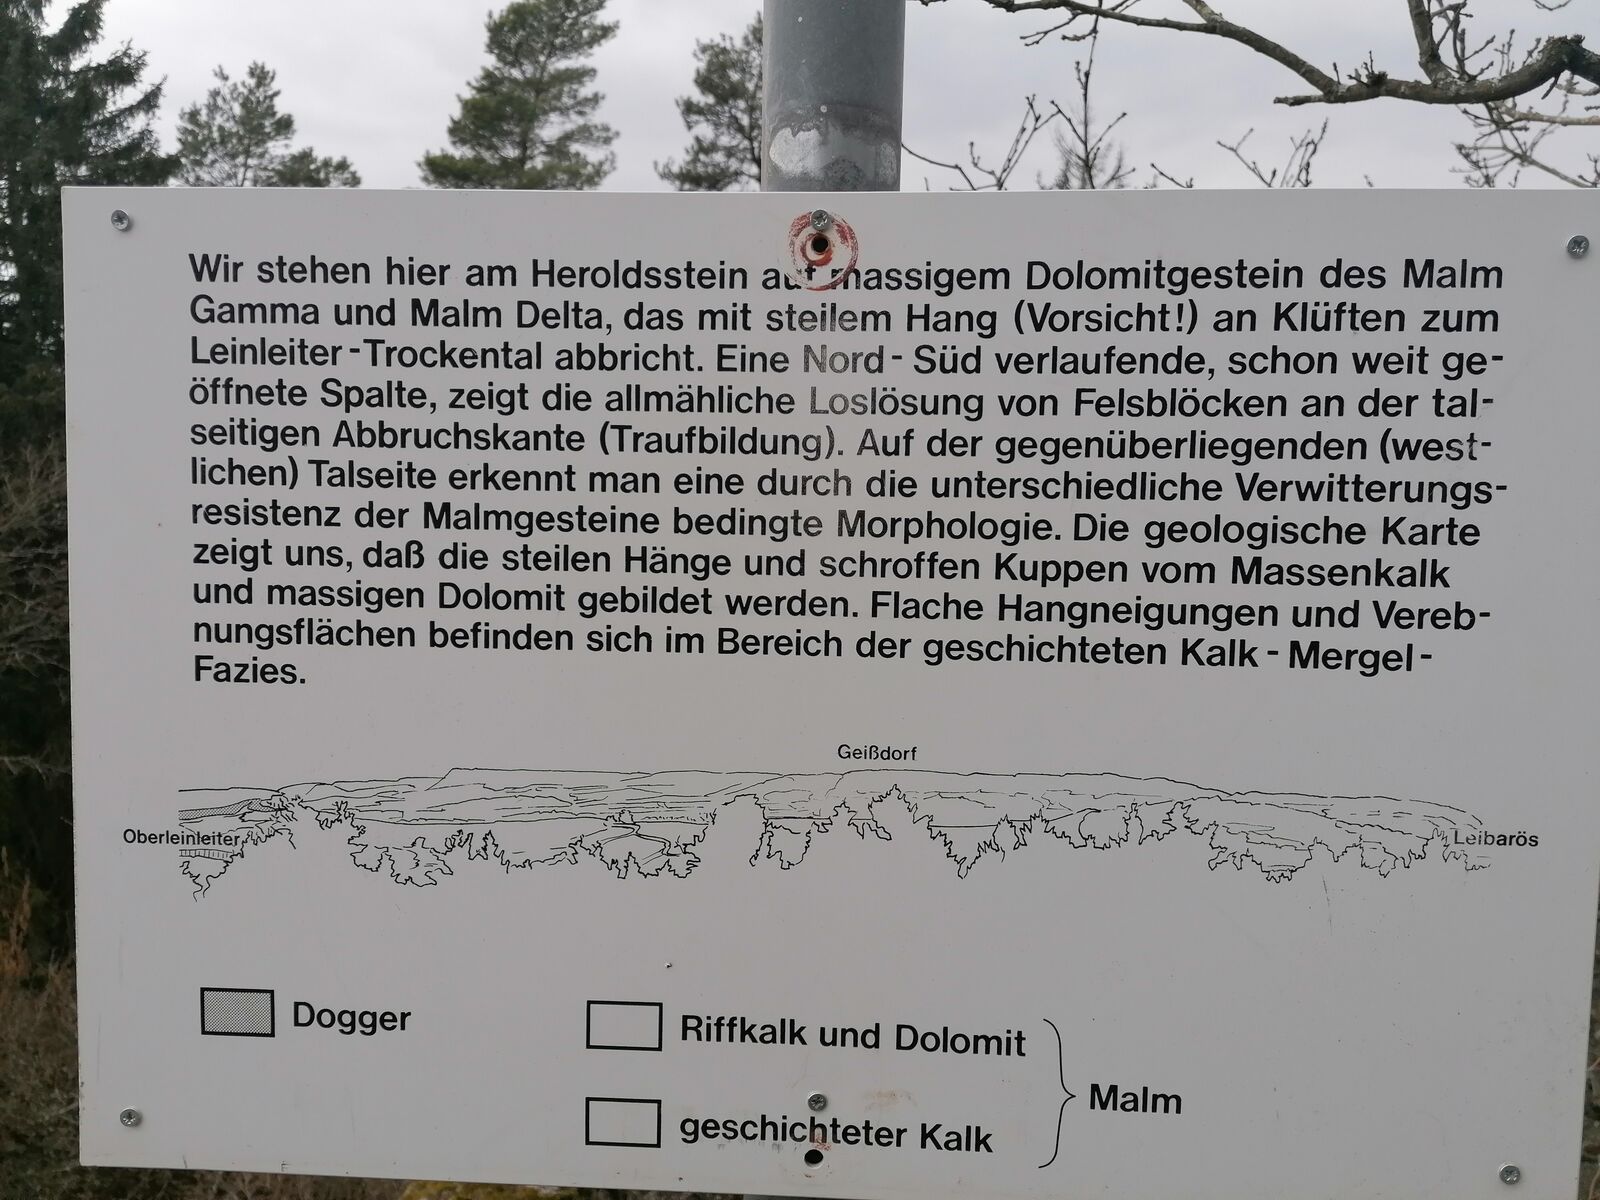 Wir stehen hier am Heroldsstein auf massigem Dolomitgestein des Malm
Gamma und Malm Delta, das mit steilem Hang (Vorsicht!) an Klüften zum
Leinleiter-Trockental abbricht. Eine Nord- Süd verlaufende, schon weit ge-
öffnete Spalte, zeigt die allmähliche Loslösung von Felsblöcken an der tal-
seitigen Abbruchskante (Traufbildung). Auf der gegenüberliegenden (west-
lichen) Talseite erkennt man eine durch die unterschiedliche Verwitterungs-
resistenz der Malmgesteine bedingte Morphologie. Die geologische Karte
zeigt uns, daß die steilen Hänge und schroffen Kuppen vom Massenkalk
und massigen Dolomit gebildet werden. Flache Hangneigungen und Vereb-
nungsflächen befinden sich im Bereich der geschichteten Kalk - Mergel -
Fazies.
Geißdorf
Oberleinleiter
Leibarös
Dogger
Riffkalk und Dolomit
geschichteter Kalk
Malm